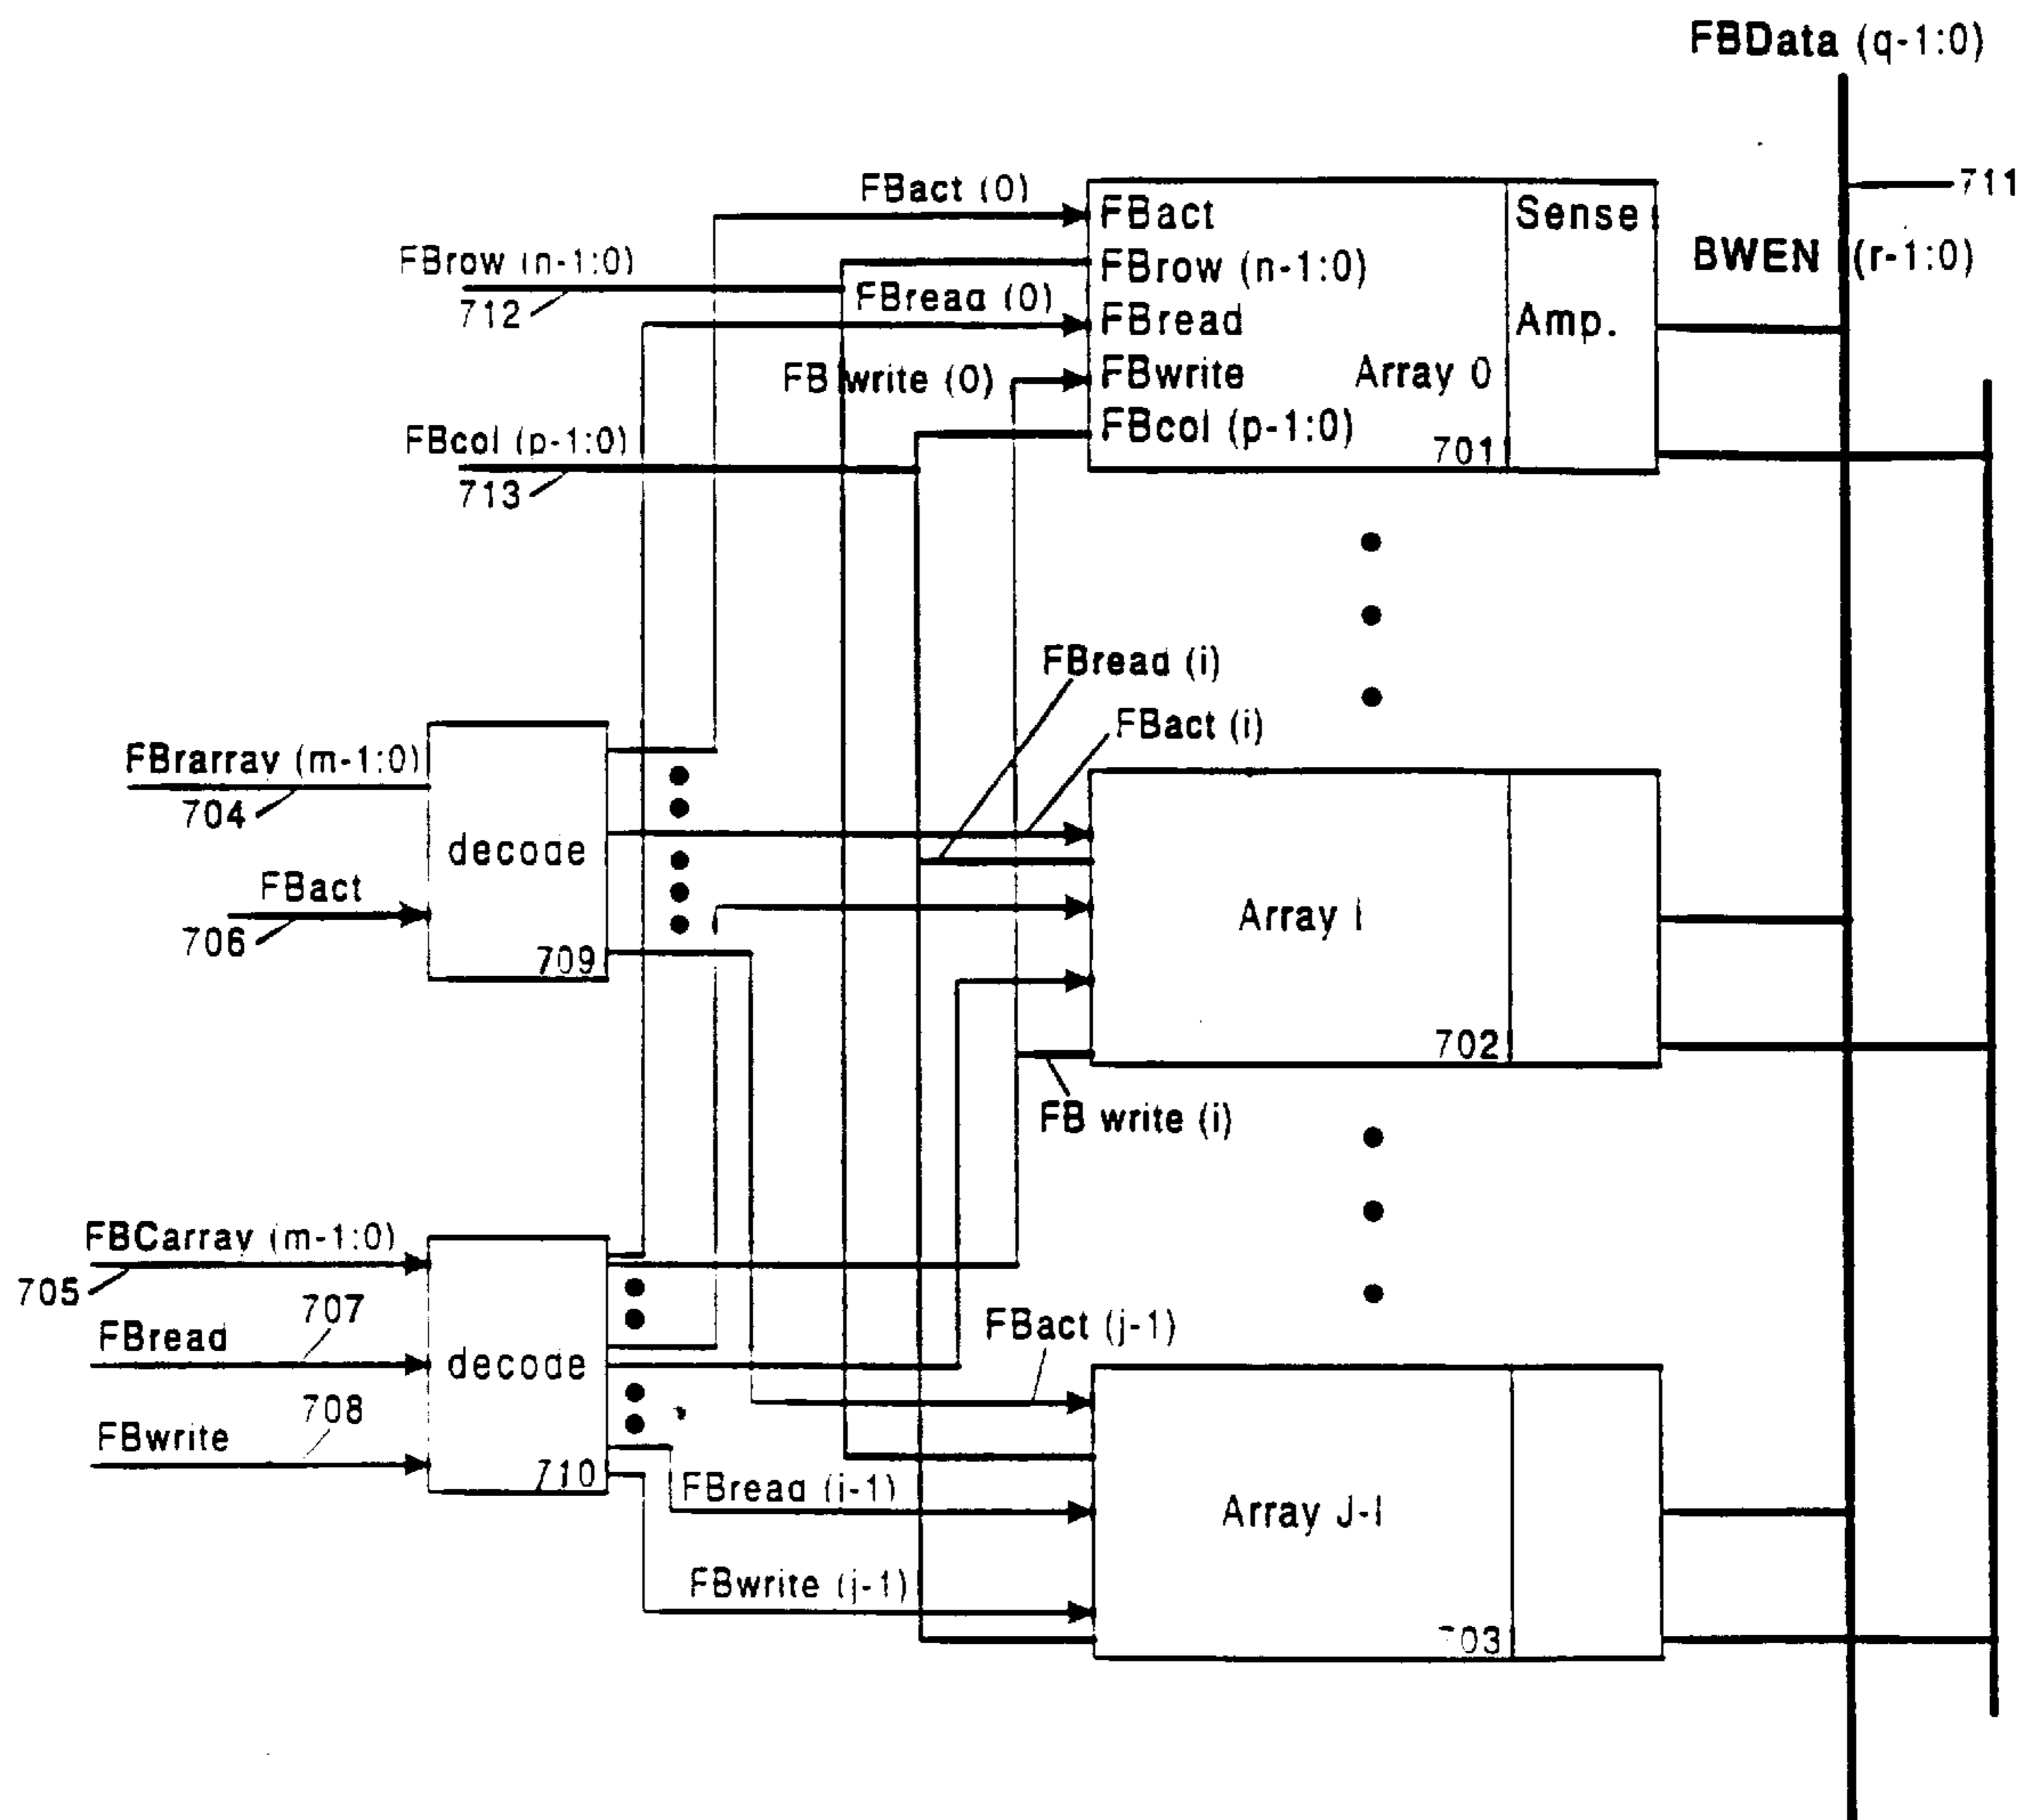 FBData (q-1:0)
711
FBact (0)
FBact
Sense
FBrow (n-1:0)
FBrow (n-1:0)
BWEN (r-1:0)
712
FBread (0)
FBread
Amp.
FB write (0)
FBwrite
Array 0
FBcol (p-1:0)
FBcol (p-1:0)
701
713
FBread (i)
FBact (i)
FBrarray (m-1:0)
704
decode
FBact
706
709
Array I
702
FB write (i)
FBCarray (m-1:0)
705
707
FBread
decode
FBact (j-1)
708
FBwrite
710
FBread (j-1)
Array J-I
FBwrite (j-1)
703